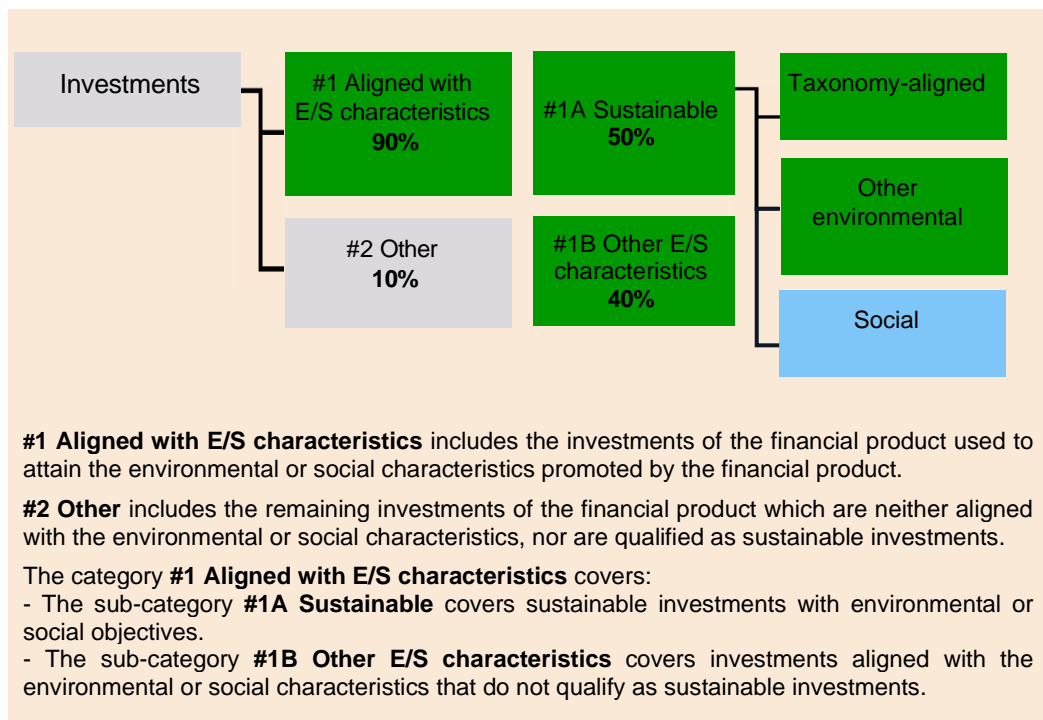 Investments
#1 Aligned with
E/S characteristics
90%
#2 Other
10%
#1A Sustainable
50%
#1B Other E/S
characteristics
40%
Taxonomy-aligned
Other
environmental
Social
#1 Aligned with E/S characteristics includes the investments of the financial product used to
attain the environmental or social characteristics promoted by the financial product.
#2 Other includes the remaining investments of the financial product which are neither aligned
with the environmental or social characteristics, nor are qualified as sustainable investments.
The category #1 Aligned with E/S characteristics covers:
- The sub-category #1A Sustainable covers sustainable investments with environmental or
social objectives.
- The sub-category #1B Other E/S characteristics covers investments aligned with the
environmental or social characteristics that do not qualify as sustainable investments.